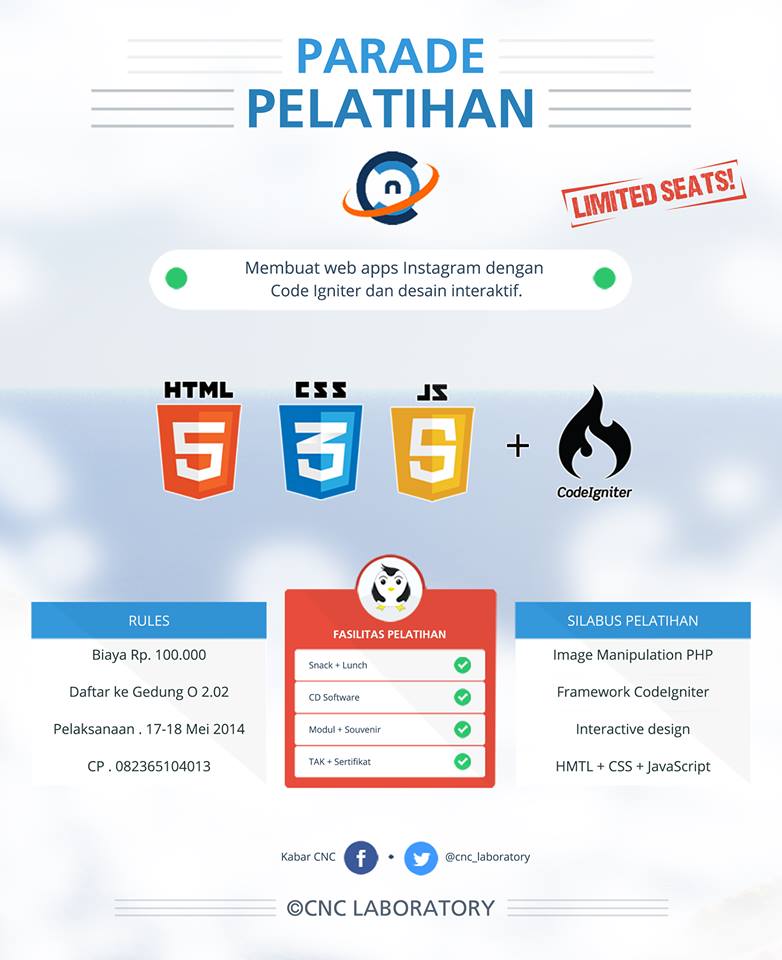 PARADE
PELATIHAN
n
LIMITED SEATS!
Membuat web apps Instagram dengan
Code Igniter dan desain interaktif.
HTML
5
CSS
3
JS
5
+
CodeIgniter
RULES
Biaya Rp. 100.000
Daftar ke Gedung O 2.02
Pelaksanaan . 17-18 Mei 2014
CP . 082365104013
FASILITAS PELATIHAN
Snack + Lunch
CD Software
Modul + Souvenir
TAK + Sertifikat
SILABUS PELATIHAN
Image Manipulation PHP
Framework CodeIgniter
Interactive design
HMTL + CSS + JavaScript
Kabar CNC f • @cnc_laboratory
©CNC LABORATORY